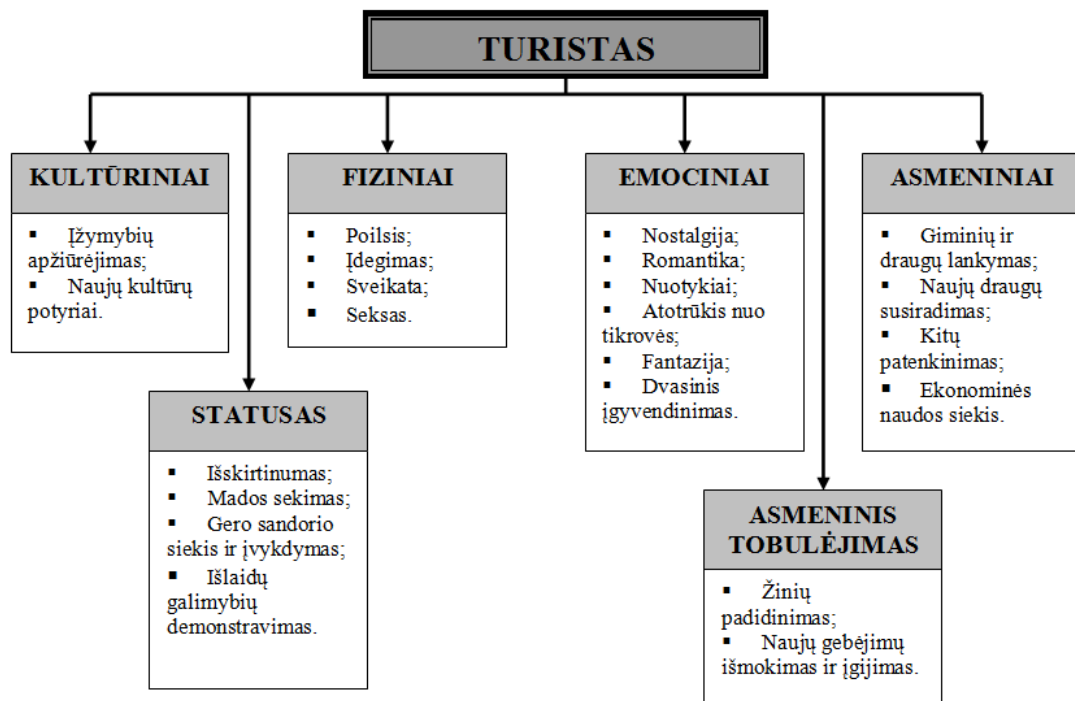 TURISTAS
KULTŪRINIAI
▪ Įžymybių
apžiūrėjimas;
▪ Naujų kultūrų
potyriai.
FIZINIAI
▪ Poilsis;
▪ Įdegimas;
▪ Sveikata;
▪ Seksas.
EMOCINIAI
▪ Nostalgija;
▪ Romantika;
▪ Nuotykiai;
▪ Atotrūkis nuo
tikrovės;
▪ Fantazija;
▪ Dvasinis
įgyvendinimas.
ASMENINIAI
▪ Giminių ir
draugų lankymas;
▪ Naujų draugų
susiradimas;
▪ Kitų
patenkinimas;
▪ Ekonominės
naudos siekis.
STATUSAS
▪ Išskirtinumas;
▪ Mados sekimas;
▪ Gero sandorio
siekis ir įvykdymas;
▪ Išlaidų
galimybių
demonstravimas.
ASMENINIS
TOBULĖJIMAS
▪ Žinių
padidinimas;
▪ Naujų gebėjimų
išmokimas ir įgijimas.